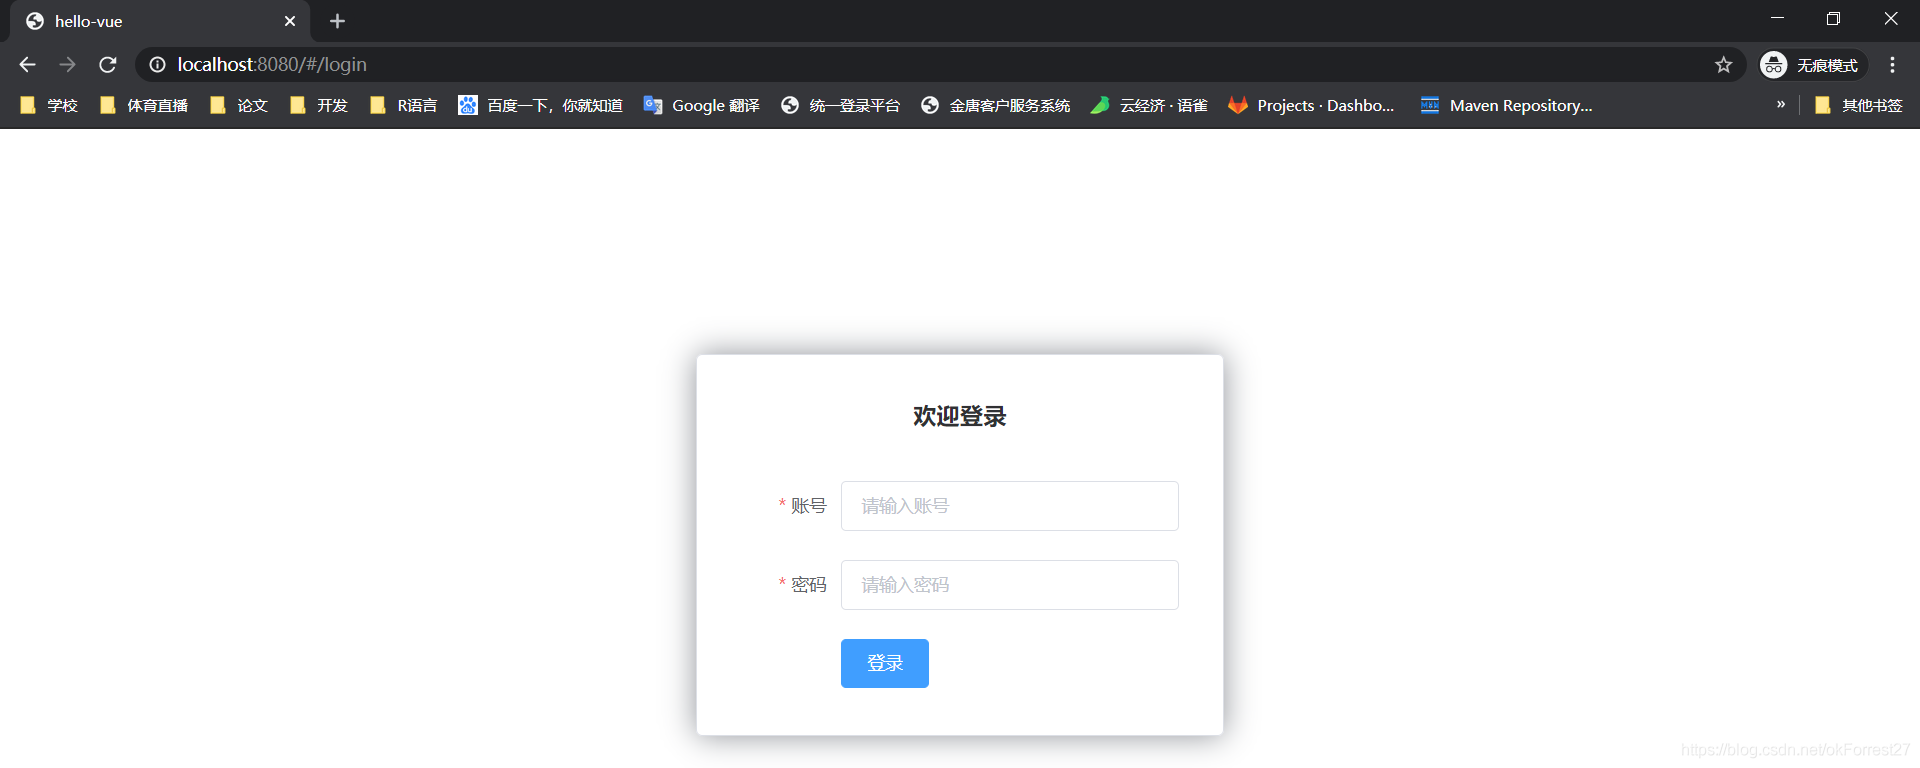 hello-vue
localhost:8080/#/login
无痕模式
学校 体育直播 论文 开发 R语言 百度一下，你就知道 Google 翻译 统一登录平台 金唐客户服务系统 云经济 · 语雀 Projects · Dashbo... Maven Repository... » 其他书签
欢迎登录
* 账号 请输入账号
* 密码 请输入密码
登录
https://blog.csdn.net/okForrest27